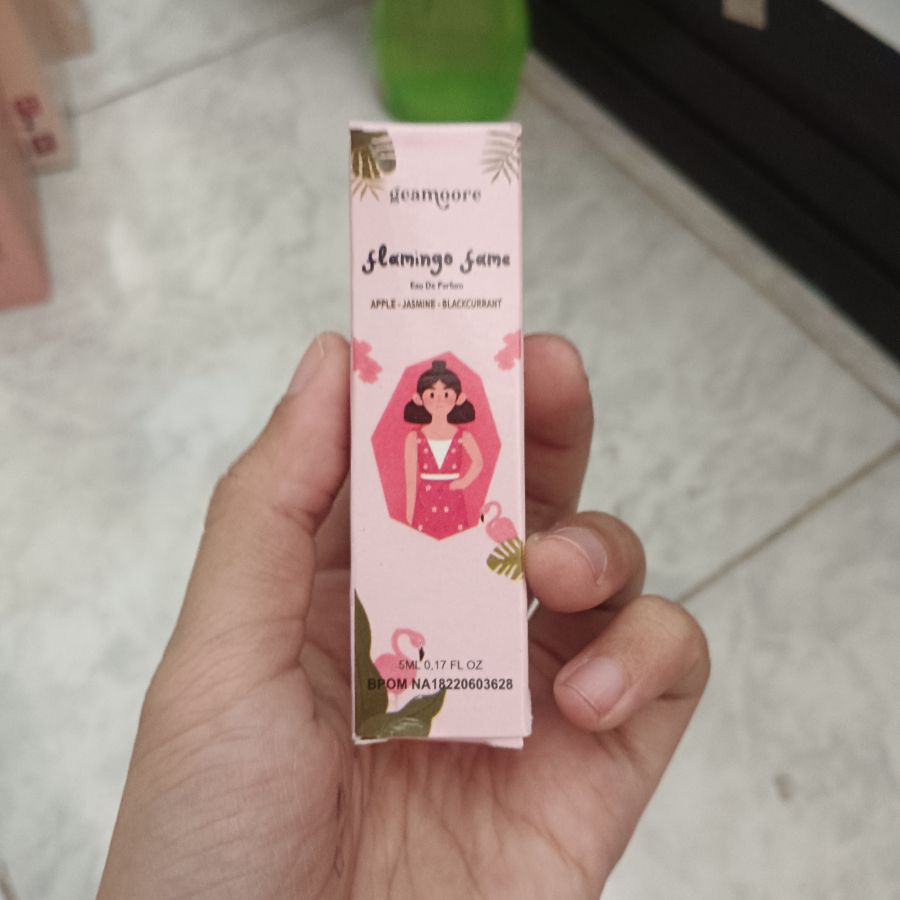 geamoore
flamingo fame
Eau De Parfum
APPLE - JASMINE - BLACKCURRANT
5ML 0,17 FL OZ
BPOM NA18220603628